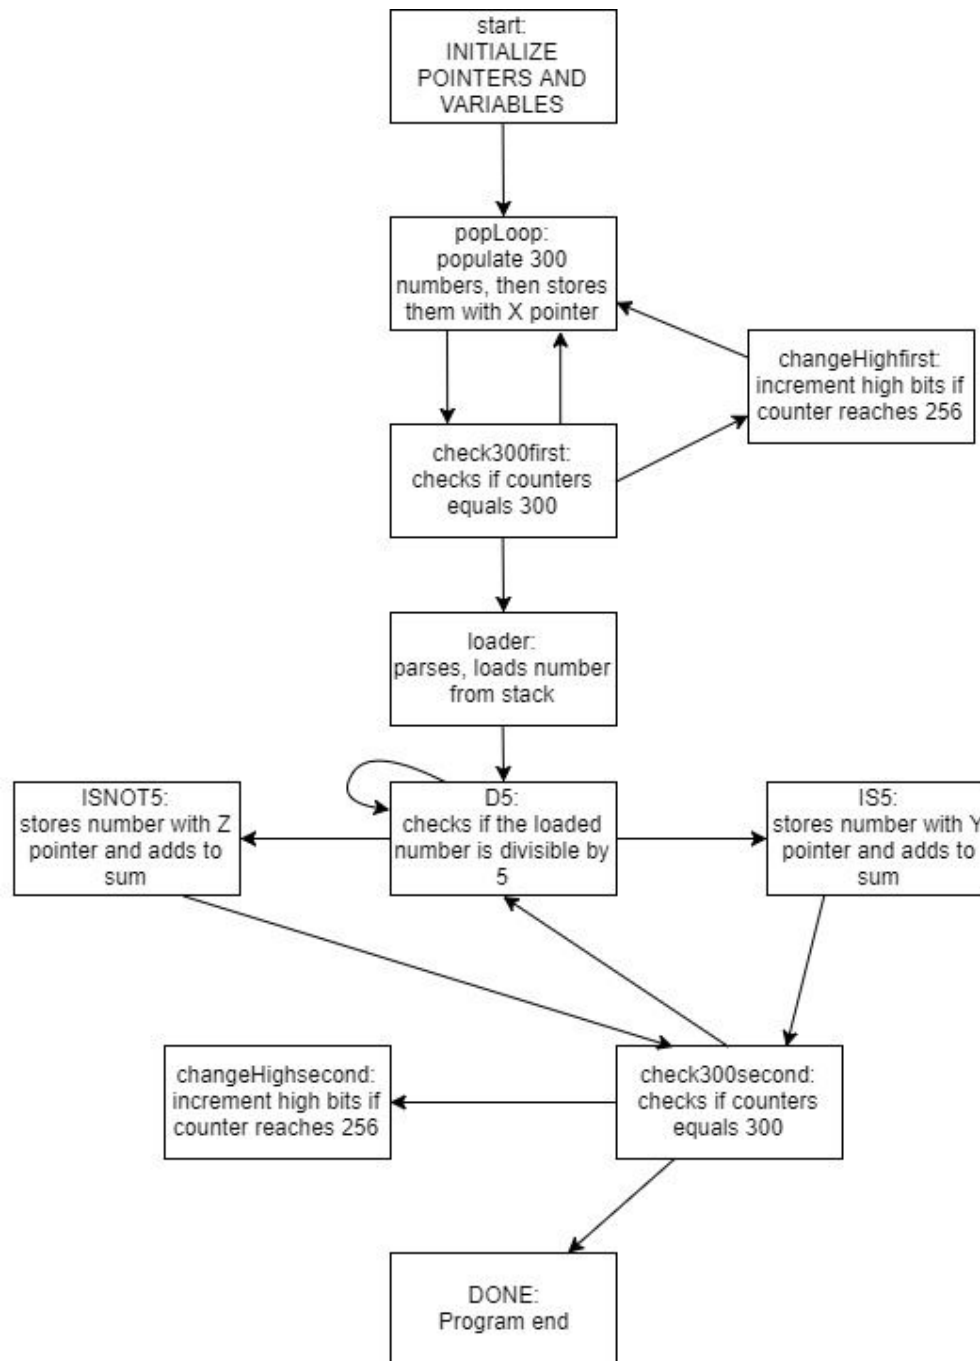 start:
INITIALIZE
POINTERS AND
VARIABLES
popLoop:
populate 300
numbers, then stores
them with X pointer
changeHighfirst:
increment high bits if
counter reaches 256
check300first:
checks if counters
equals 300
loader:
parses, loads number
from stack
ISNOT5:
stores number with Z
pointer and adds to
sum
D5:
checks if the loaded
number is divisible by
5
IS5:
stores number with Y
pointer and adds to
sum
changeHighsecond:
increment high bits if
counter reaches 256
check300second:
checks if counters
equals 300
DONE:
Program end